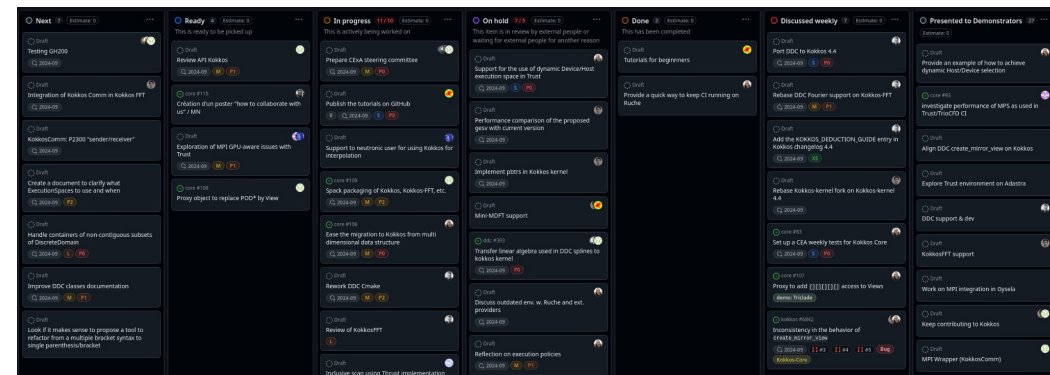 Next 7 Estimate: 0
Draft
Testing GH200
2024-09
Draft
Integration of Kokkos Comm in Kokkos FFT
2024-09
Draft
KokkosComm: P2300 "sender/receiver"
2024-09
Draft
Create a document to clarify what
ExecutionSpaces to use and when
2024-09 P2
Draft
Handle containers of non-contiguous subsets
of DiscreteDomain
2024-09 L P0
Draft
Improve DDC classes documentation
2024-09 M P1
Draft
Look if it makes sense to propose a tool to
refactor from a multiple bracket syntax to
single parenthesis/bracket
Ready 4 Estimate: 0
This is ready to be picked up
Draft
Review API Kokkos
2024-09 M P1
core #115
Création d'un poster "how to collaborate with
us" / MN
Draft
Exploration of MPI GPU-aware issues with
Trust
2024-09 M P1
core #108
Proxy object to replace POD* by View
In progress 11 / 10 Estimate: 0
This is actively being worked on
Draft
Prepare CExA steering committee
2024-09 M P0
Draft
Publish the tutorials on GitHub
0 2024-09 S P0
Draft
Support to neutronic user for using Kokkos for
interpolation
core #109
Spack packaging of Kokkos, Kokkos-FFT, etc.
2024-09 M P0
core #106
Ease the migration to Kokkos from multi
dimensional data structure
2024-09 M P0
Draft
Rework DDC Cmake
2024-09 M P2
Draft
Review of KokkosFFT
L
Draft
Inclusive scan using Thrust implementation
On hold 7 / 5 Estimate: 0
This item is in review by external people or
waiting for external people for another reason
Draft
Support for the use of dynamic Device/Host
execution space in Trust
2024-09 S P0
Draft
Performance comparison of the proposed
gesv with current version
2024-09
Draft
Implement pbtrs in Kokkos kernel
2024-09
Draft
Mini-MDFT support
ddc #393
Transfer linear algebra used in DDC splines to
kokkos kernel
2024-09 P0
Draft
Discuss outdated env. w. Ruche and ext.
providers
2024-09
Draft
Reflection on execution policies
2024-09 M P1
Done 2 Estimate: 0
This has been completed
Draft
Tutorials for beginnners
Draft
Provide a quick way to keep CI running on
Ruche
Discussed weekly 7 Estimate: 0
Draft
Port DDC to Kokkos 4.4
2024-09 S P0
Draft
Rebase DDC Fourier support on Kokkos-FFT
2024-09 M P1
Draft
Add the KOKKOS_DEDUCTION_GUIDE entry in
Kokkos changelog 4.4
2024-09 XS
Draft
Rebase Kokkos-kernel fork on Kokkos-kernel
4.4
2024-09
core #83
Set up a CEA weekly tests for Kokkos Core
2024-09 S P0
core #107
Proxy to add [][][][][] access to Views
demo: Triclade
kokkos #6842
Inconsistency in the behavior of
create_mirror_view
2024-09 #3 #4 #5 Bug
Kokkos-Core
Presented to Demonstrators 27
Estimate: 0
Draft
Provide an example of how to achieve
dynamic Host/Device selection
core #93
investigate performance of MPS as used in
Trust/TrioCFD CI
Draft
Align DDC create_mirror_view on Kokkos
Draft
Explore Trust environment on Adastra
Draft
DDC support & dev
Draft
KokkosFFT support
Draft
Work on MPI integration in Gysela
Draft
Keep contributing to Kokkos
Draft
MPI Wrapper (KokkosComm)